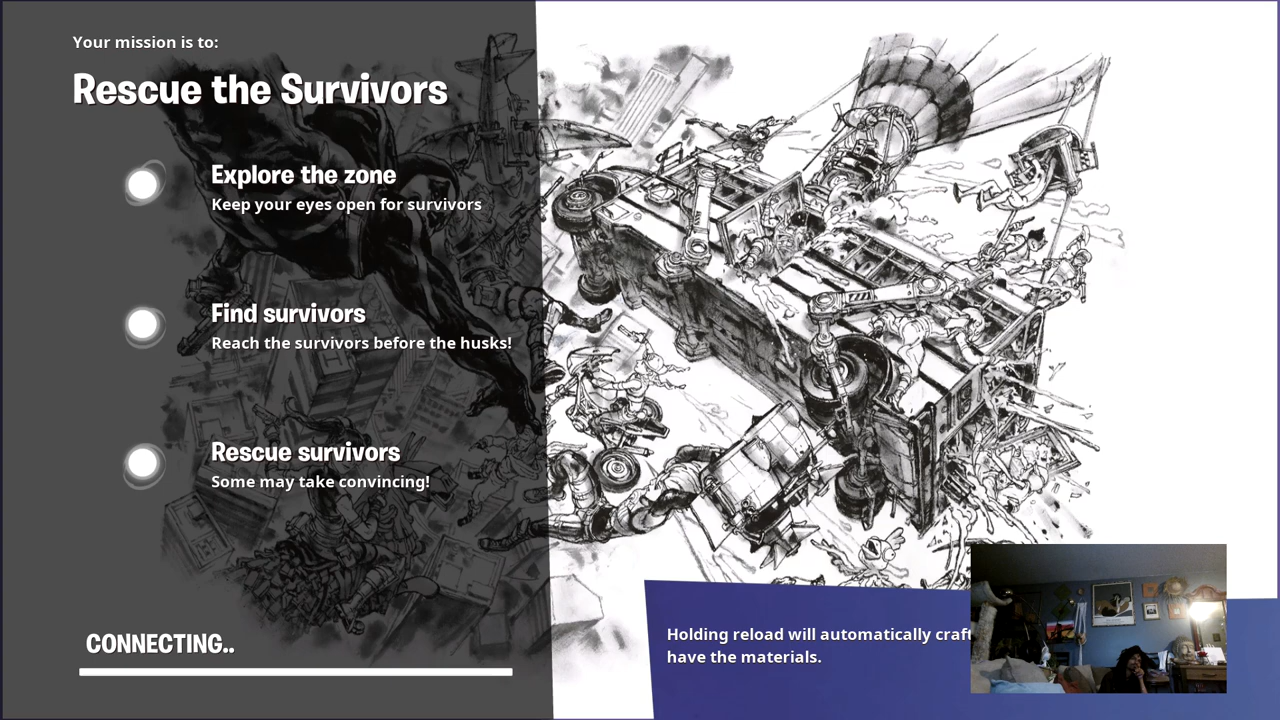 Your mission is to:
Rescue the Survivors
Explore the zone
Keep your eyes open for survivors
Find survivors
Reach the survivors before the husks!
Rescue survivors
Some may take convincing!
CONNECTING..
Holding reload will automatically craft
have the materials.